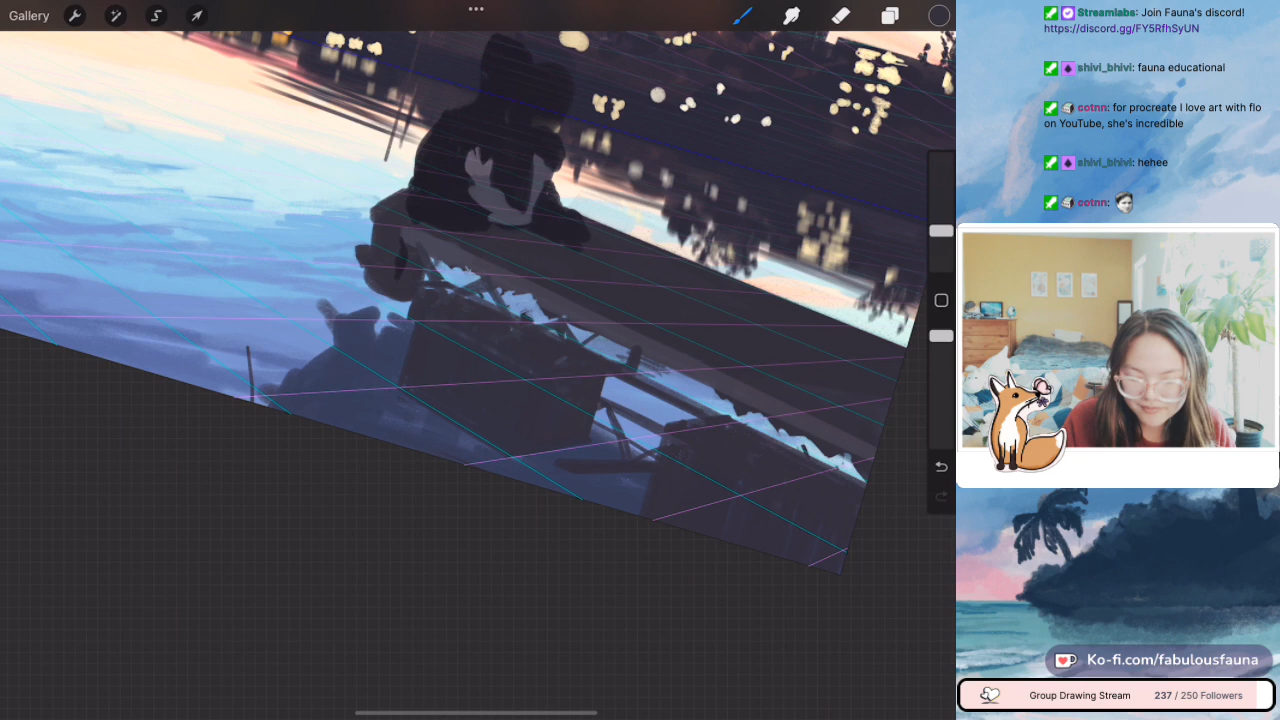 Gallery
Streamlabs: Join Fauna's discord!
https://discord.gg/FY5RfhSyUN
shivi_bhivi: fauna educational
cotnn: for procreate I love art with flo
on YouTube, she's incredible
shivi_bhivi: hehee
cotnn:
Ko-fi.com/fabulousfauna
Group Drawing Stream 237 / 250 Followers